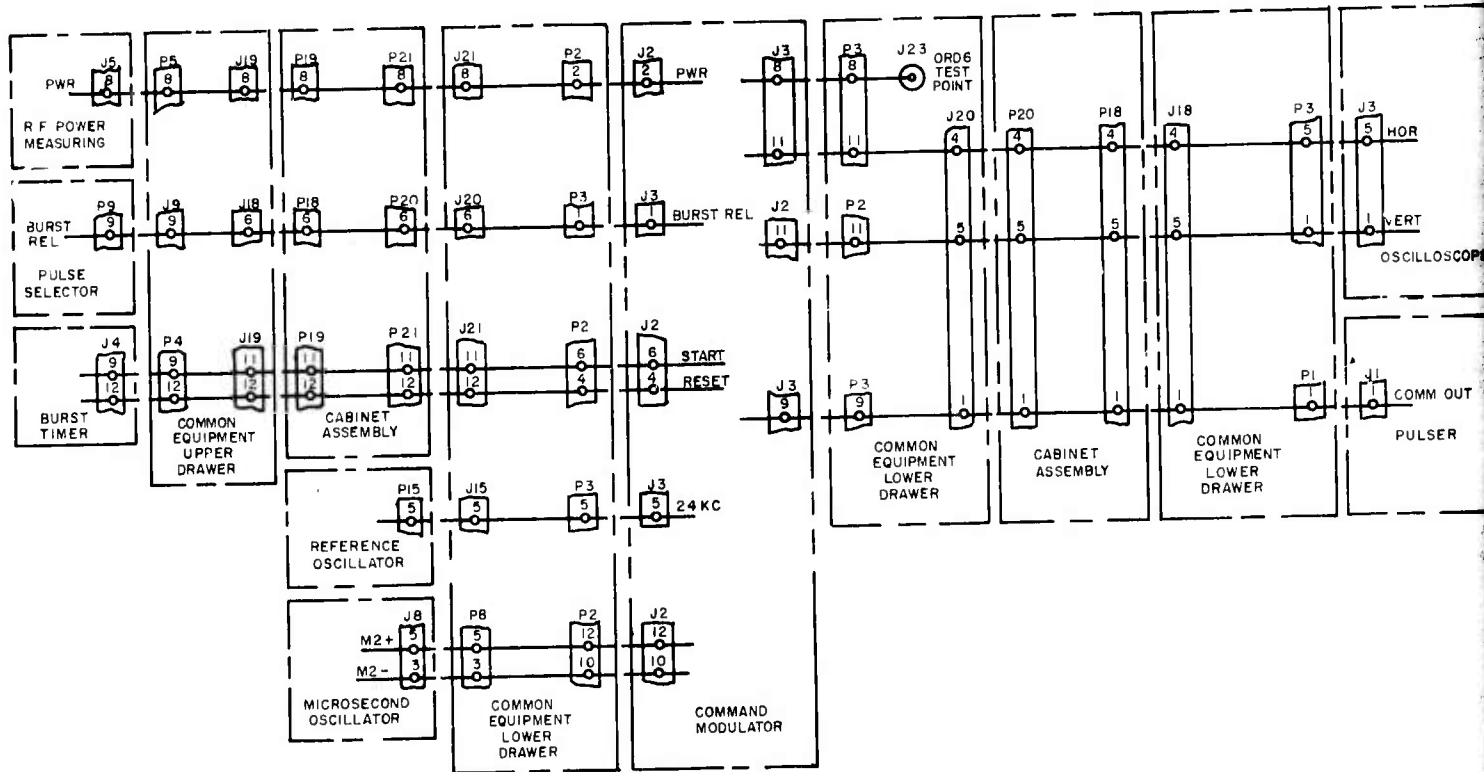 J5 P5 J19 P19 P21 J21 P2 J2 J3 P3 J23 ORD6
TEST
POINT
PWR 8 8 8 8 8 8 2 2 PWR 8 8
R F POWER
MEASURING
11 11
J20 P20 P18 J18 P3 J3
4 4 4 4 5 5 HOR
P9 J9 J18 P18 P20 J20 P3 J3 J2 P2
BURST
REL
9 9 6 6 6 6 1 1 BURST REL 11 11
5 5 5 5 1 1 VERT
OSCILLOSCOPE
PULSE
SELECTOR
J4 P4 J19 P19 P21 J21 P2 J2
9 9 11 11 11 11 6 6 START
12 12 12 12 12 12 4 4 RESET
BURST
TIMER
COMMON
EQUIPMENT
UPPER
DRAWER
CABINET
ASSEMBLY
J3 P3 P1 J1
9 9 1 1 1 1 1 1 COMM OUT
PULSER
COMMON
EQUIPMENT
LOWER
DRAWER
CABINET
ASSEMBLY
COMMON
EQUIPMENT
LOWER
DRAWER
P15 J15 P3 J3
5 5 5 5 24 KC
REFERENCE
OSCILLATOR
J8 P8 P2 J2
M2+ 5 5 12 12
M2- 3 3 10 10
MICROSECOND
OSCILLATOR
COMMON
EQUIPMENT
LOWER
DRAWER
COMMAND
MODULATOR